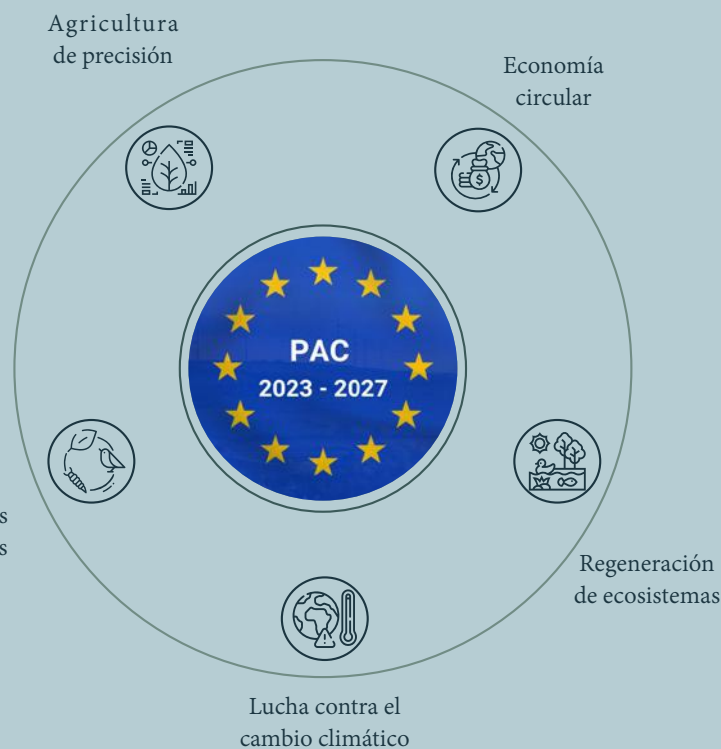 Agricultura
de precisión
Economía
circular
PAC
2023 - 2027
Regeneración
de ecosistemas
Lucha contra el
cambio climático